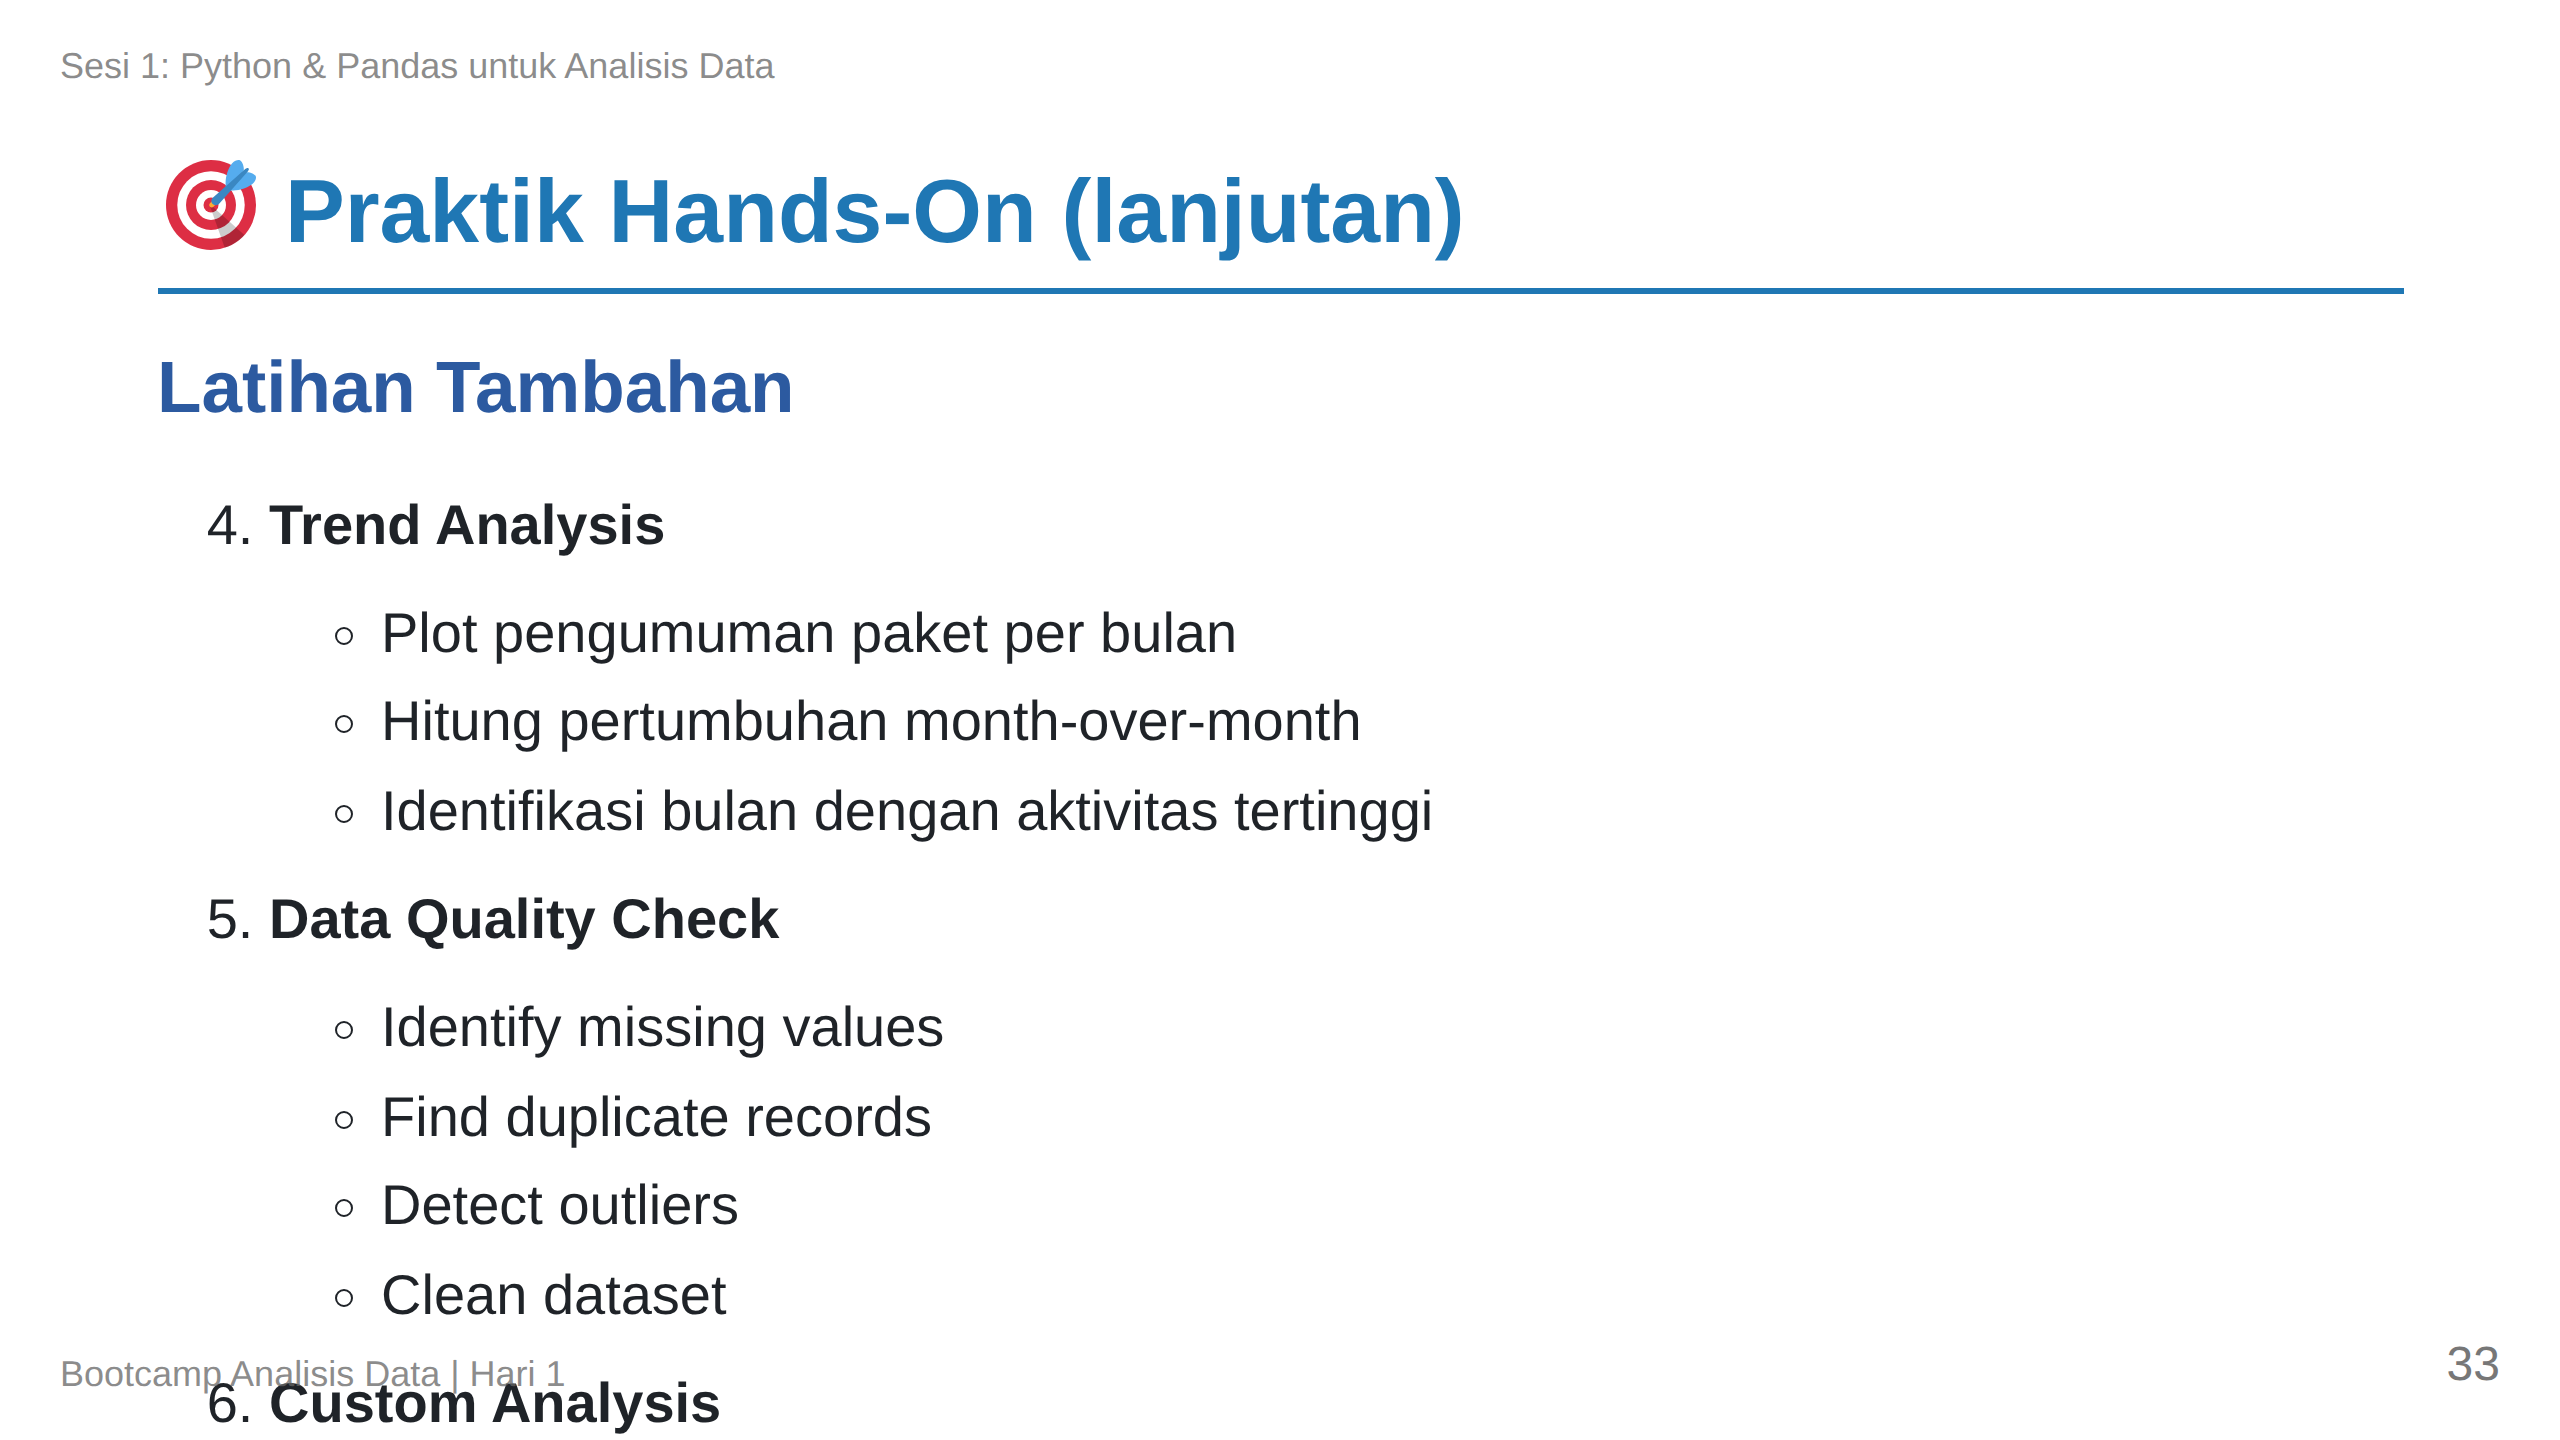 Sesi 1: Python & Pandas untuk Analisis Data
🎯 Praktik Hands-On (lanjutan)
Latihan Tambahan
4. Trend Analysis
○ Plot pengumuman paket per bulan
○ Hitung pertumbuhan month-over-month
○ Identifikasi bulan dengan aktivitas tertinggi
5. Data Quality Check
○ Identify missing values
○ Find duplicate records
○ Detect outliers
○ Clean dataset
Bootcamp Analisis Data | Hari 1
33
6. Custom Analysis